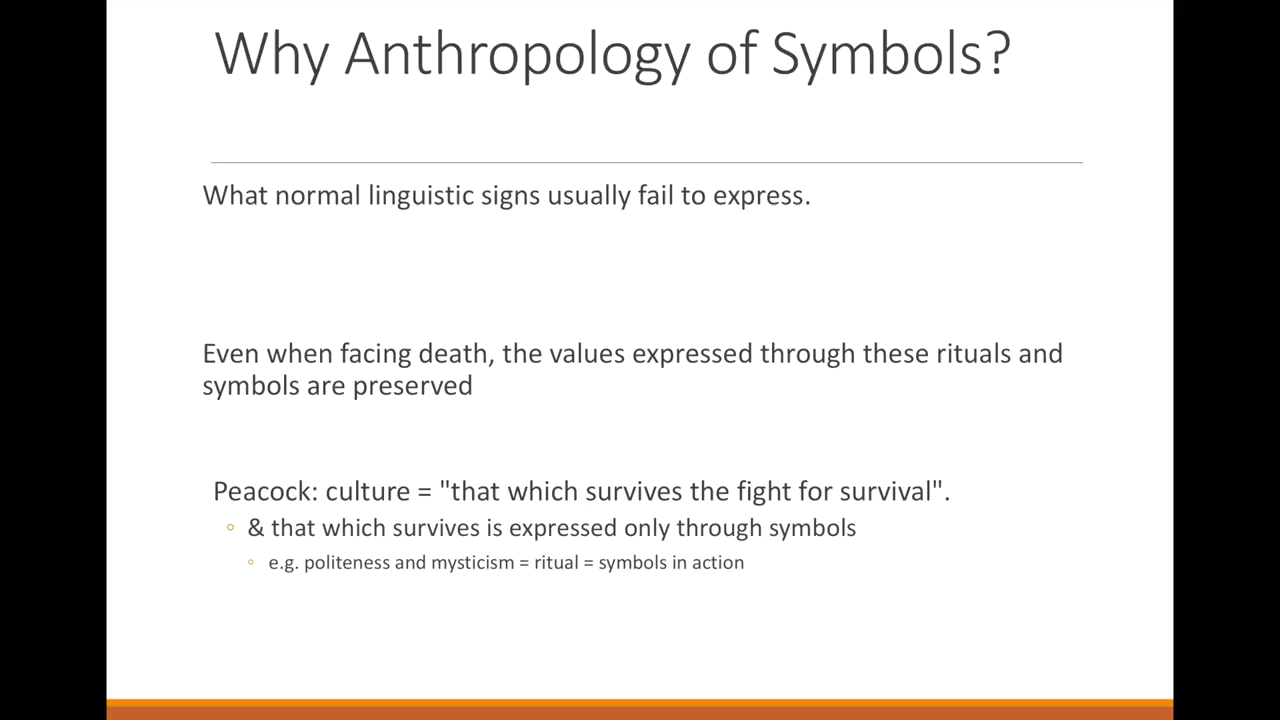 Why Anthropology of Symbols?
What normal linguistic signs usually fail to express.
Even when facing death, the values expressed through these rituals and
symbols are preserved
Peacock: culture = "that which survives the fight for survival".
◦ & that which survives is expressed only through symbols
◦ e.g. politeness and mysticism = ritual = symbols in action